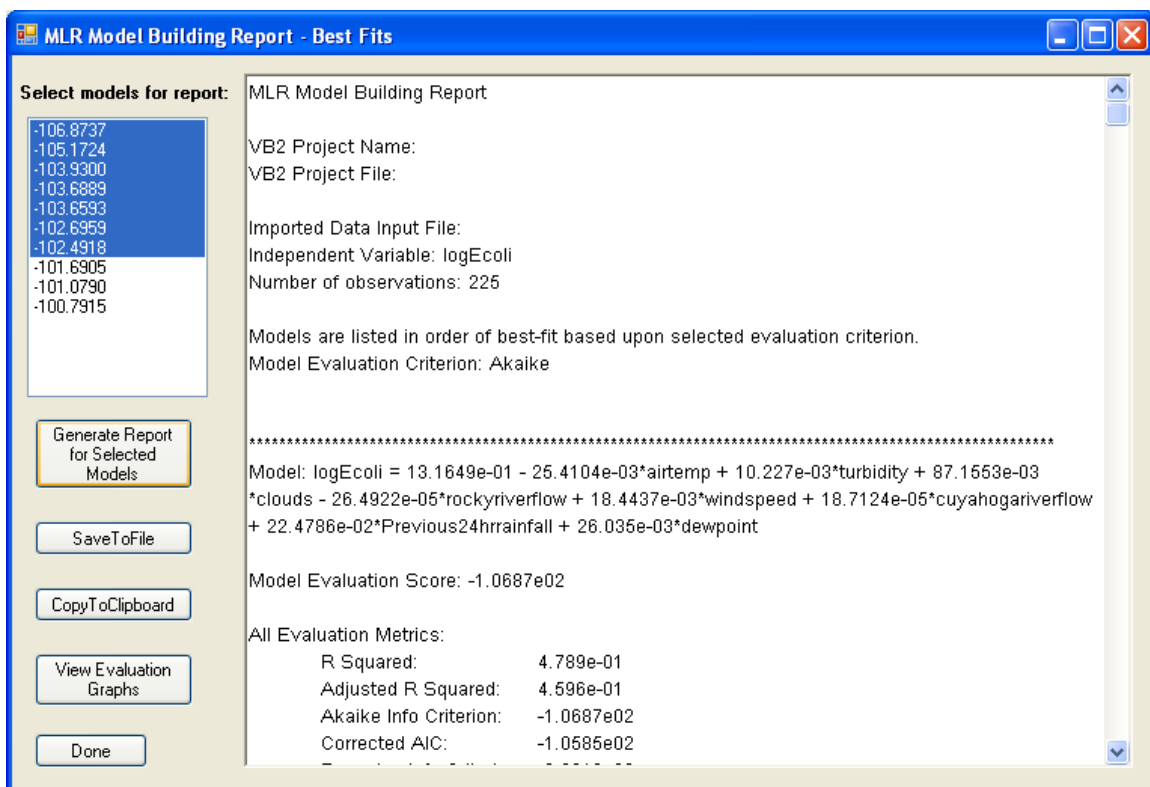 MLR Model Building Report - Best Fits
Select models for report:
-106.8737
-105.1724
-103.9300
-103.6889
-103.6593
-102.6959
-102.4918
-101.6905
-101.0790
-100.7915
Generate Report
for Selected
Models
SaveToFile
CopyToClipboard
View Evaluation
Graphs
Done
MLR Model Building Report
VB2 Project Name:
VB2 Project File:
Imported Data Input File:
Independent Variable: logEcoli
Number of observations: 225
Models are listed in order of best-fit based upon selected evaluation criterion.
Model Evaluation Criterion: Akaike
************************************************************************************************************
Model: logEcoli = 13.1649e-01 - 25.4104e-03*airtemp + 10.227e-03*turbidity + 87.1553e-03
*clouds - 26.4922e-05*rockyriverflow + 18.4437e-03*windspeed + 18.7124e-05*cuyahogariverflow
+ 22.4786e-02*Previous24hrrainfall + 26.035e-03*dewpoint
Model Evaluation Score: -1.0687e02
All Evaluation Metrics:
R Squared: 4.789e-01
Adjusted R Squared: 4.596e-01
Akaike Info Criterion: -1.0687e02
Corrected AIC: -1.0585e02